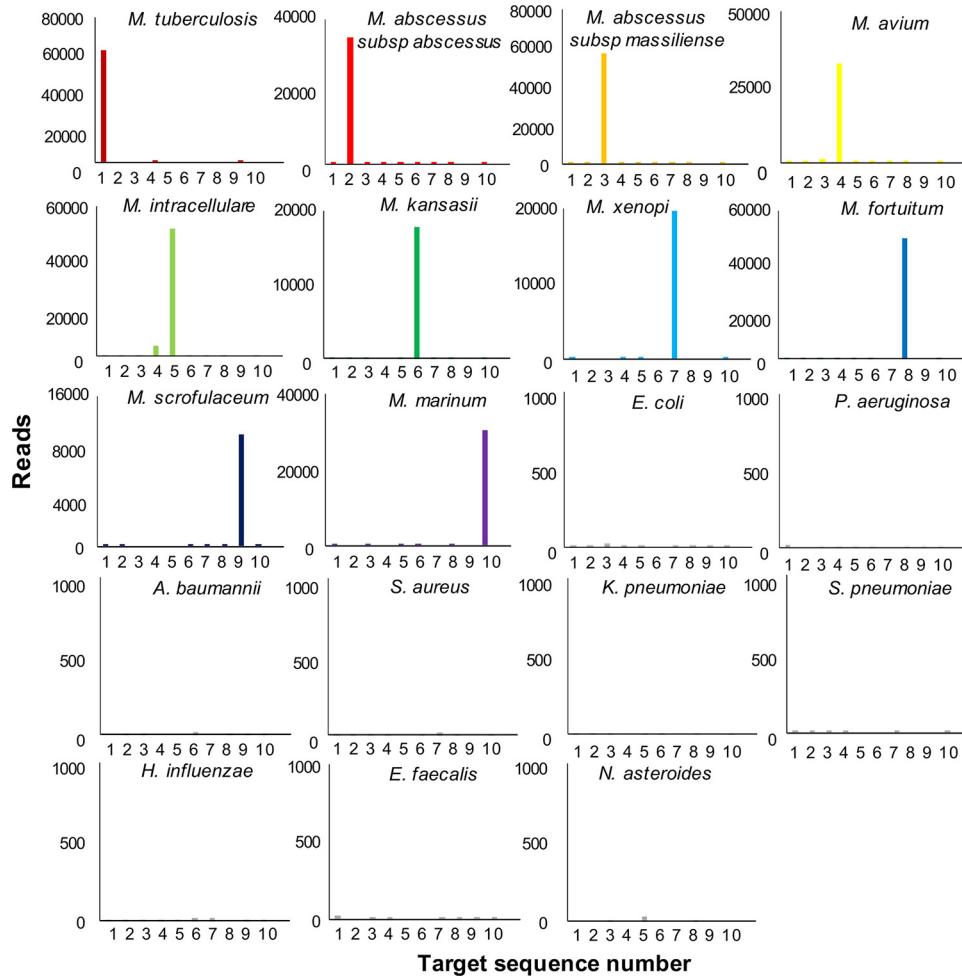 M. tuberculosis
80000
60000
40000
20000
0
1 2 3 4 5 6 7 8 9 10
M. abscessus
subsp abscessus
40000
20000
0
1 2 3 4 5 6 7 8 9 10
M. abscessus
subsp massiliense
80000
60000
40000
20000
0
1 2 3 4 5 6 7 8 9 10
M. avium
50000
25000
0
1 2 3 4 5 6 7 8 9 10
M. intracellulare
60000
40000
20000
0
1 2 3 4 5 6 7 8 9 10
M. kansasii
20000
10000
0
1 2 3 4 5 6 7 8 9 10
M. xenopi
20000
10000
0
1 2 3 4 5 6 7 8 9 10
M. fortuitum
60000
40000
20000
0
1 2 3 4 5 6 7 8 9 10
M. scrofulaceum
16000
8000
4000
0
1 2 3 4 5 6 7 8 9 10
M. marinum
40000
20000
0
1 2 3 4 5 6 7 8 9 10
E. coli
1000
500
0
1 2 3 4 5 6 7 8 9 10
P. aeruginosa
1000
500
0
1 2 3 4 5 6 7 8 9 10
A. baumannii
1000
500
0
1 2 3 4 5 6 7 8 9 10
S. aureus
1000
500
0
1 2 3 4 5 6 7 8 9 10
K. pneumoniae
1000
500
0
1 2 3 4 5 6 7 8 9 10
S. pneumoniae
1000
500
0
1 2 3 4 5 6 7 8 9 10
H. influenzae
1000
500
0
1 2 3 4 5 6 7 8 9 10
E. faecalis
1000
500
0
1 2 3 4 5 6 7 8 9 10
N. asteroides
1000
500
0
1 2 3 4 5 6 7 8 9 10
Reads
Target sequence number